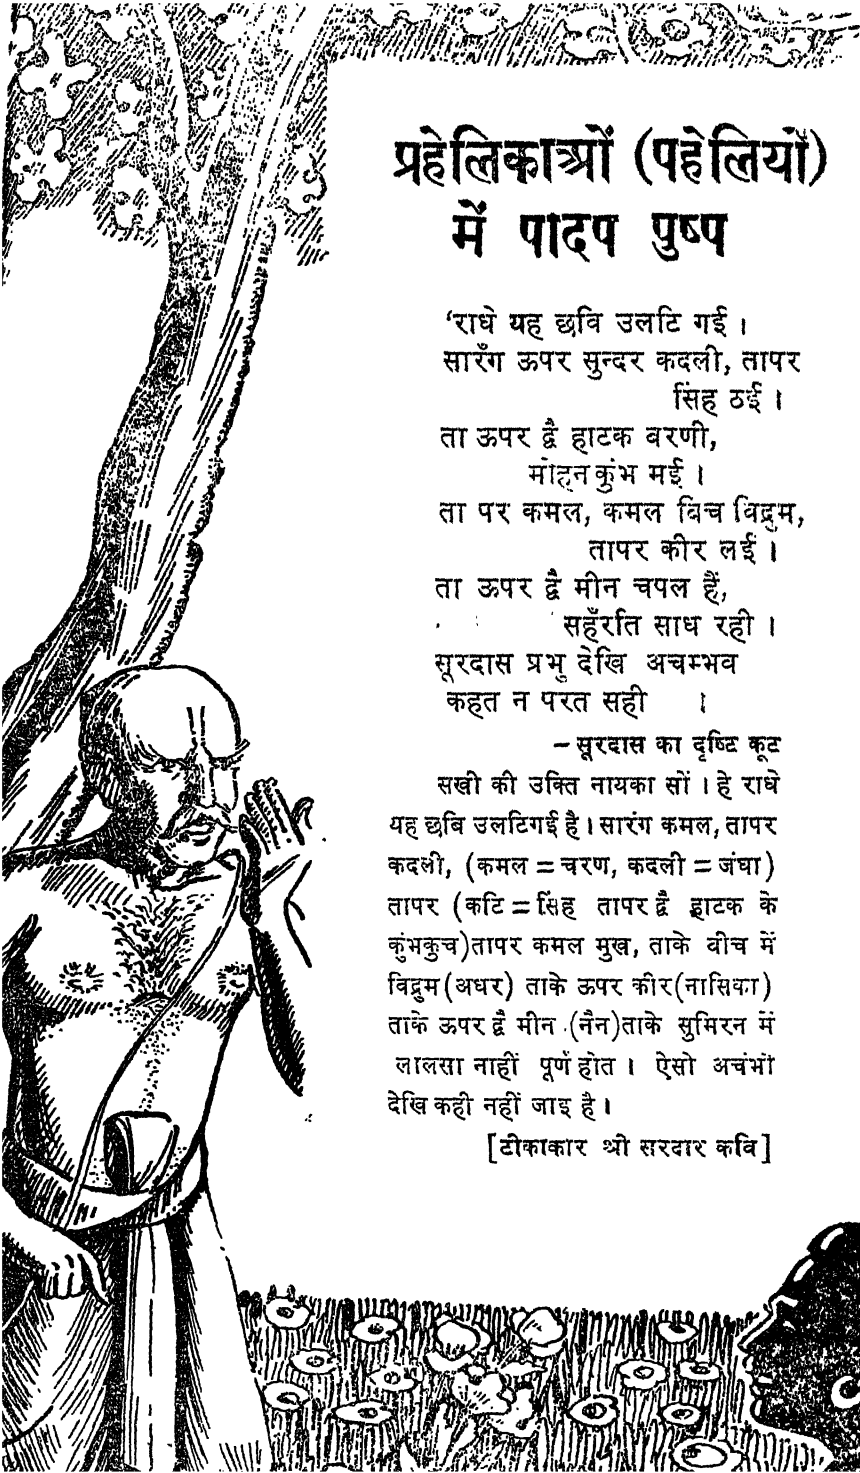 प्रहेलिकाओं (पहेलियों)
में पादप पुष्प
‘राधे यह छवि उलटि गई ।
सारँग ऊपर सुन्दर कदली, तापर
सिंह ठई ।
ता ऊपर द्वै हाटक वरणी,
मोहन कुंभ मई ।
ता पर कमल, कमल बिच विद्रुम,
तापर कीर लई ।
ता ऊपर द्वै मीन चपल हैं,
सहँरति साध रही ।
सूरदास प्रभु देखि अचम्भव
कहत न परत सही ।
– सूरदास का दृष्टि कूट
सखी की उक्ति नायका सों । हे राधे
यह छबि उलटिगई है । सारंग कमल, तापर
कदली, (कमल = चरण, कदली = जंघा)
तापर (कटि = सिंह तापर द्वै हाटक के
कुंभकुच) तापर कमल मुख, ताके वीच में
विद्रुम (अधर) ताके ऊपर कीर (नासिका)
ताके ऊपर द्वै मीन (नैन) ताके सुमिरन में
लालसा नाहीं पूर्ण होत । ऐसो अचंभो
देखि कही नहीं जाइ है ।
[टीकाकार श्री सरदार कवि]